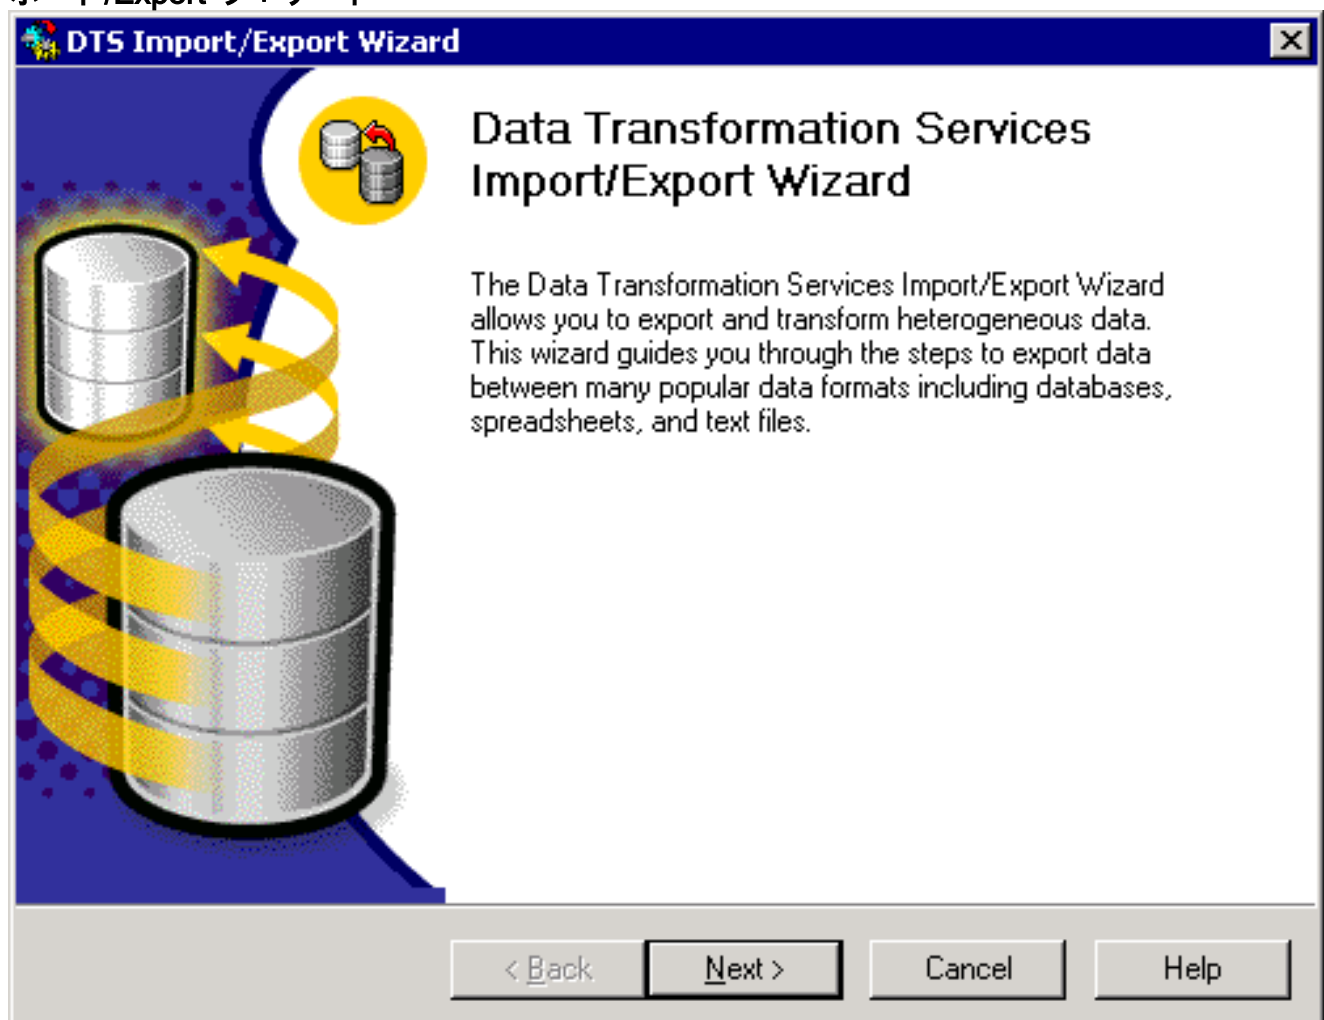 /Export
DTS Import/Export Wizard
Data Transformation Services
Import/Export Wizard
The Data Transformation Services Import/Export Wizard
allows you to export and transform heterogeneous data.
This wizard guides you through the steps to export data
between many popular data formats including databases,
spreadsheets, and text files.
< Back
Next >
Cancel
Help